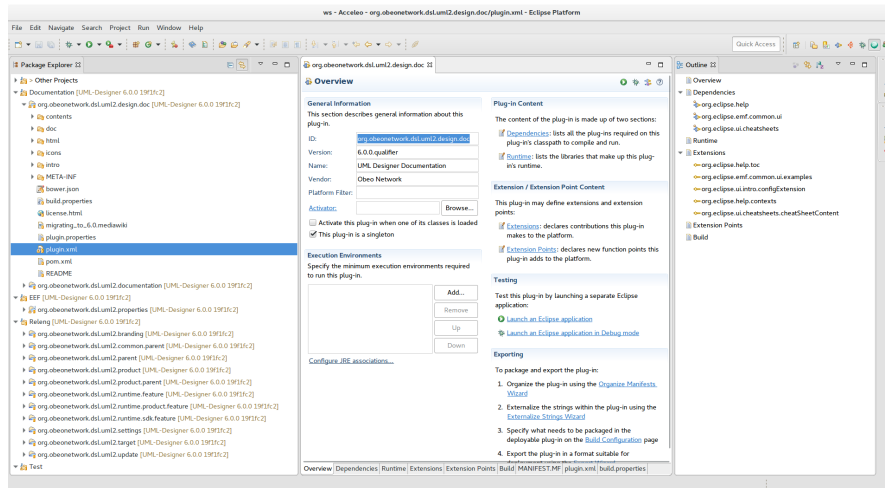 ws - Acceleo - org.obeonetwork.dsl.uml2.design.doc/plugin.xml - Eclipse Platform
File Edit Navigate Search Project Run Window Help
Quick Access
Package Explorer
> Other Projects
Documentation [UML-Designer 6.0.0 19f1fc2]
org.obeonetwork.dsl.uml2.design.doc [UML-Designer 6.0.0 19f1fc2]
contents
doc
html
icons
intro
META-INF
bower.json
build.properties
license.html
migrating_to_6.0.mediawiki
plugin.properties
plugin.xml
pom.xml
README
org.obeonetwork.dsl.uml2.documentation [UML-Designer 6.0.0 19f1fc2]
EEF [UML-Designer 6.0.0 19f1fc2]
org.obeonetwork.dsl.uml2.properties [UML-Designer 6.0.0 19f1fc2]
Releng [UML-Designer 6.0.0 19f1fc2]
org.obeonetwork.dsl.uml2.branding [UML-Designer 6.0.0 19f1fc2]
org.obeonetwork.dsl.uml2.common.parent [UML-Designer 6.0.0 19f1fc2]
org.obeonetwork.dsl.uml2.parent [UML-Designer 6.0.0 19f1fc2]
org.obeonetwork.dsl.uml2.product [UML-Designer 6.0.0 19f1fc2]
org.obeonetwork.dsl.uml2.product.parent [UML-Designer 6.0.0 19f1fc2]
org.obeonetwork.dsl.uml2.runtime.feature [UML-Designer 6.0.0 19f1fc2]
org.obeonetwork.dsl.uml2.runtime.product.feature [UML-Designer 6.0.0 19f1fc2]
org.obeonetwork.dsl.uml2.runtime.sdk.feature [UML-Designer 6.0.0 19f1fc2]
org.obeonetwork.dsl.uml2.settings [UML-Designer 6.0.0 19f1fc2]
org.obeonetwork.dsl.uml2.target [UML-Designer 6.0.0 19f1fc2]
org.obeonetwork.dsl.uml2.update [UML-Designer 6.0.0 19f1fc2]
Test
org.obeonetwork.dsl.uml2.design.doc
Overview
General Information
This section describes general information about this
plug-in.
ID: org.obeonetwork.dsl.uml2.design.doc
Version: 6.0.0.qualifier
Name: UML Designer Documentation
Vendor: Obeo Network
Platform Filter:
Activator: Browse...
Activate this plug-in when one of its classes is loaded
This plug-in is a singleton
Execution Environments
Specify the minimum execution environments required
to run this plug-in.
Add...
Remove
Up
Down
Configure JRE associations...
Plug-in Content
The content of the plug-in is made up of two sections:
Dependencies: lists all the plug-ins required on this
plug-in's classpath to compile and run.
Runtime: lists the libraries that make up this plug-
in's runtime.
Extension / Extension Point Content
This plug-in may define extensions and extension
points:
Extensions: declares contributions this plug-in
makes to the platform.
Extension Points: declares new function points this
plug-in adds to the platform.
Testing
Test this plug-in by launching a separate Eclipse
application:
Launch an Eclipse application
Launch an Eclipse application in Debug mode
Exporting
To package and export the plug-in:
1. Organize the plug-in using the Organize Manifests
Wizard
2. Externalize the strings within the plug-in using the
Externalize Strings Wizard
3. Specify what needs to be packaged in the
deployable plug-in on the Build Configuration page
4. Export the plug-in in a format suitable for
Overview Dependencies Runtime Extensions Extension Points Build MANIFEST.MF plugin.xml build.properties
Outline
Overview
Dependencies
org.eclipse.help
org.eclipse.emf.common.ui
org.eclipse.ui.cheatsheets
Runtime
Extensions
org.eclipse.help.toc
org.eclipse.emf.common.ui.examples
org.eclipse.ui.intro.configExtension
org.eclipse.help.contexts
org.eclipse.ui.cheatsheets.cheatSheetContent
Extension Points
Build